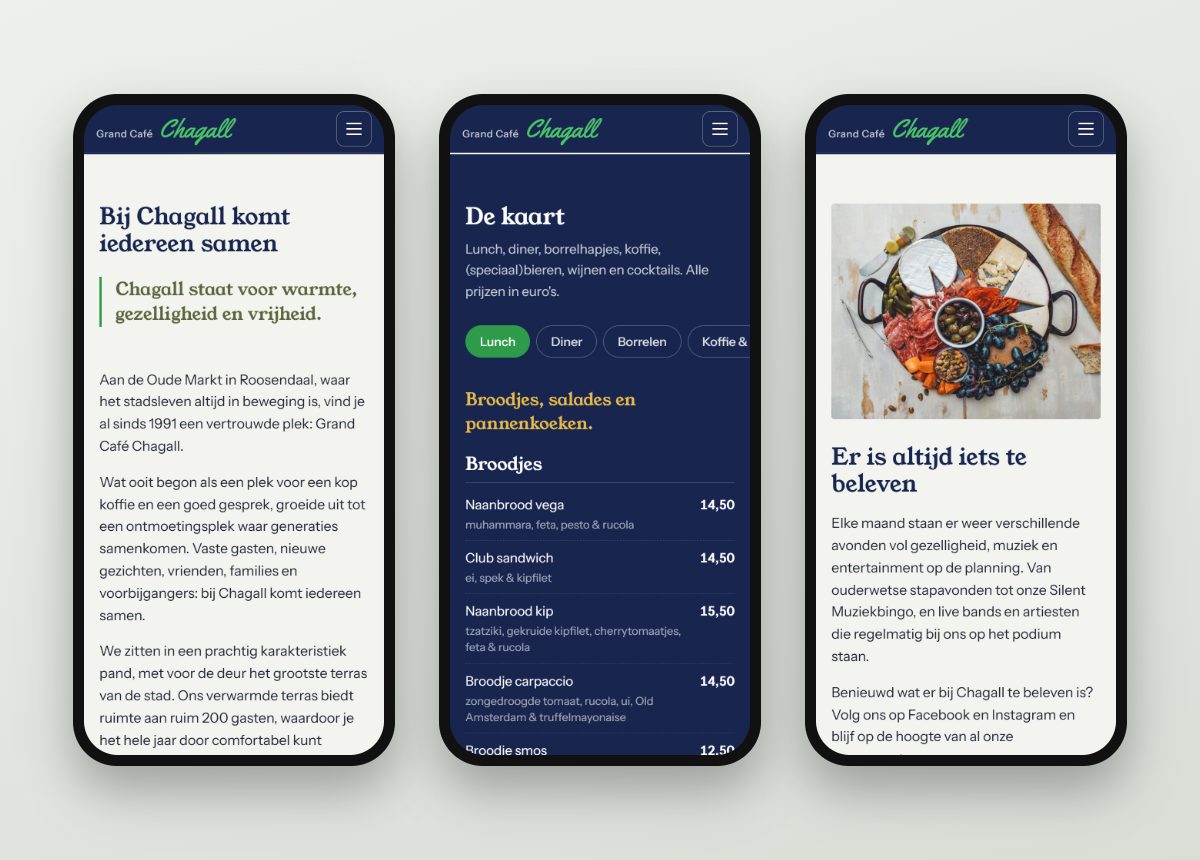 Grand Café Chagall
Bij Chagall komt
iedereen samen
Chagall staat voor warmte,
gezelligheid en vrijheid.
Aan de Oude Markt in Roosendaal, waar
het stadsleven altijd in beweging is, vind je
al sinds 1991 een vertrouwde plek: Grand
Café Chagall.
Wat ooit begon als een plek voor een kop
koffie en een goed gesprek, groeide uit tot
een ontmoetingsplek waar generaties
samenkomen. Vaste gasten, nieuwe
gezichten, vrienden, families en
voorbijgangers: bij Chagall komt iedereen
samen.
We zitten in een prachtig karakteristiek
pand, met voor de deur het grootste terras
van de stad. Ons verwarmde terras biedt
ruimte aan ruim 200 gasten, waardoor je
het hele jaar door comfortabel kunt
Grand Café Chagall
De kaart
Lunch, diner, borrelhapjes, koffie,
(speciaal)bieren, wijnen en cocktails. Alle
prijzen in euro's.
Lunch Diner Borrelen Koffie &
Broodjes, salades en
pannenkoeken.
Broodjes
Naanbrood vega 14,50
muhammara, feta, pesto & rucola
Club sandwich 14,50
ei, spek & kipfilet
Naanbrood kip 15,50
tzatziki, gekruide kipfilet, cherrytomaatjes,
feta & rucola
Broodje carpaccio 14,50
zongedroogde tomaat, rucola, ui, Old
Amsterdam & truffelmayonaise
Broodje smos 12,50
Grand Café Chagall
Er is altijd iets te
beleven
Elke maand staan er weer verschillende
avonden vol gezelligheid, muziek en
entertainment op de planning. Van
ouderwetse stapavonden tot onze Silent
Muziekbingo, en live bands en artiesten
die regelmatig bij ons op het podium
staan.
Benieuwd wat er bij Chagall te beleven is?
Volg ons op Facebook en Instagram en
blijf op de hoogte van al onze